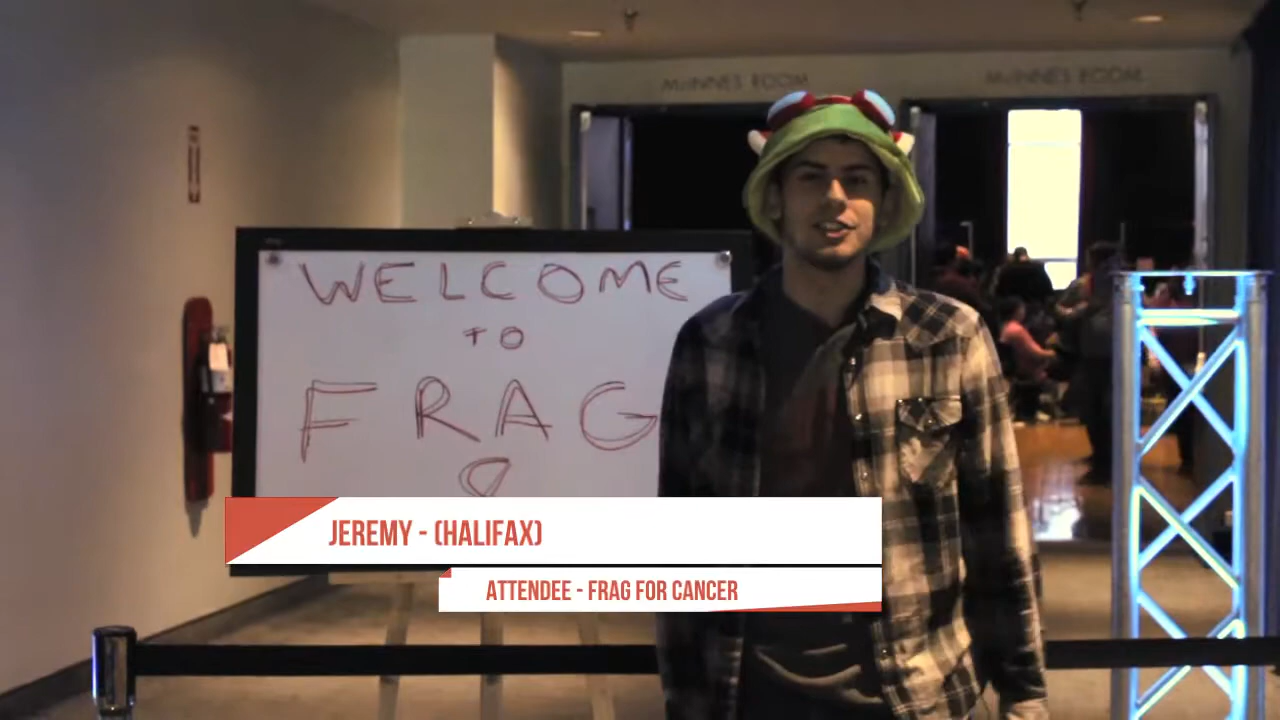 McINNES ROOM McINNES ROOM
WELCOME
TO
FRAG
JEREMY - (HALIFAX)
ATTENDEE - FRAG FOR CANCER